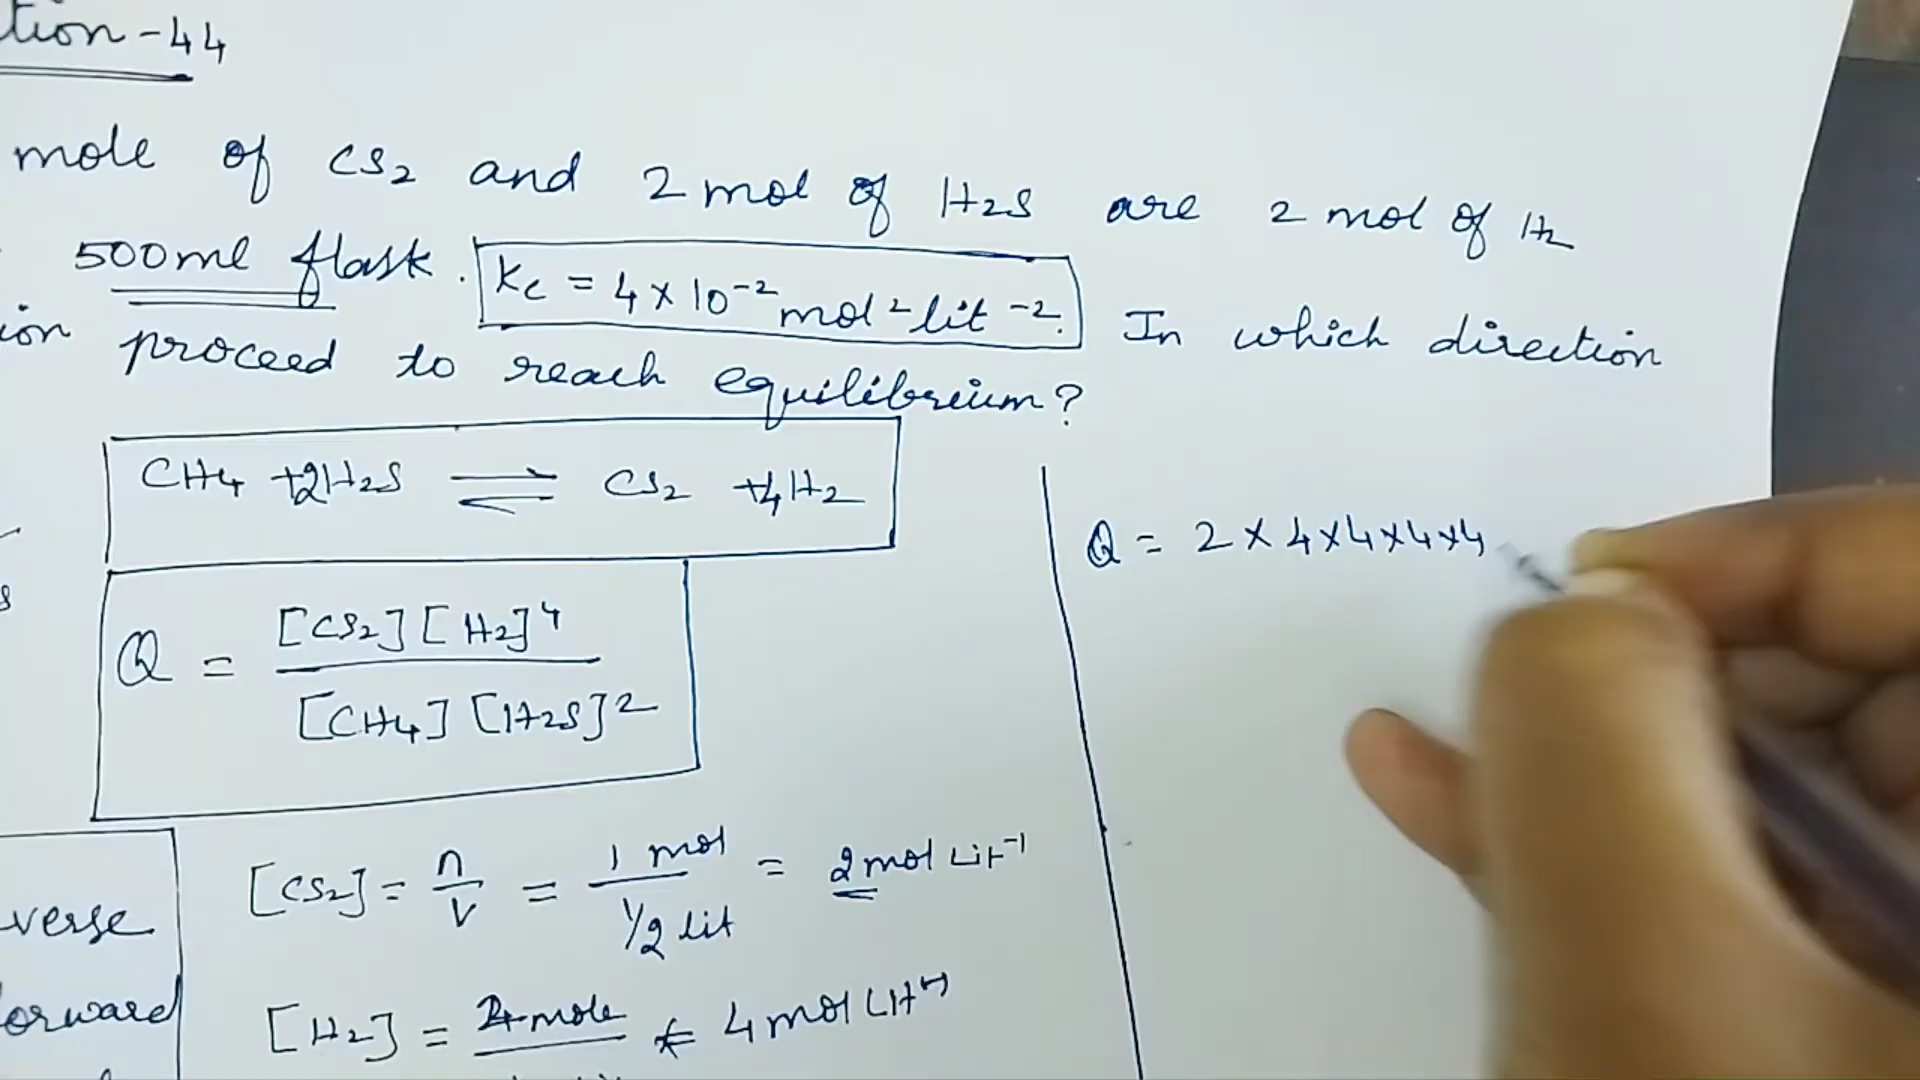 tion - 44
mole of CS2 and 2 mol of H2S are 2 mol of H2
500ml flask. Kc = 4 × 10⁻² mol² lit⁻². In which direction
ion proceed to reach equilibrium?
CH4 + 2H2S ⇌ CS2 + 4H2
Q = [CS2] [H2]⁴ / [CH4] [H2S]²
Q = 2 × 4 × 4 × 4 × 4
verse
orward
[CS2] = n/V = 1 mol / 1/2 lit = 2 mol Lit⁻¹
[H2] = 2 mole = 4 mol Lit⁻¹